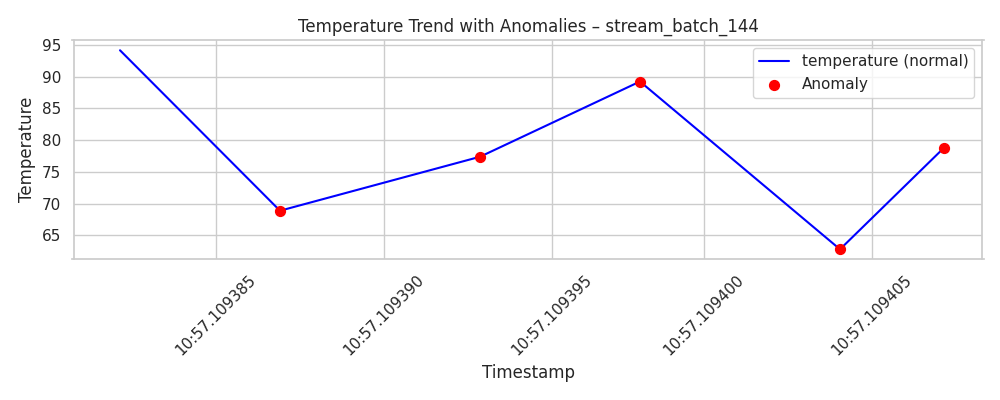 Temperature Trend with Anomalies – stream_batch_144
temperature (normal)
Anomaly
Temperature
95
90
85
80
75
70
65
10:57.109385
10:57.109390
10:57.109395
10:57.109400
10:57.109405
Timestamp